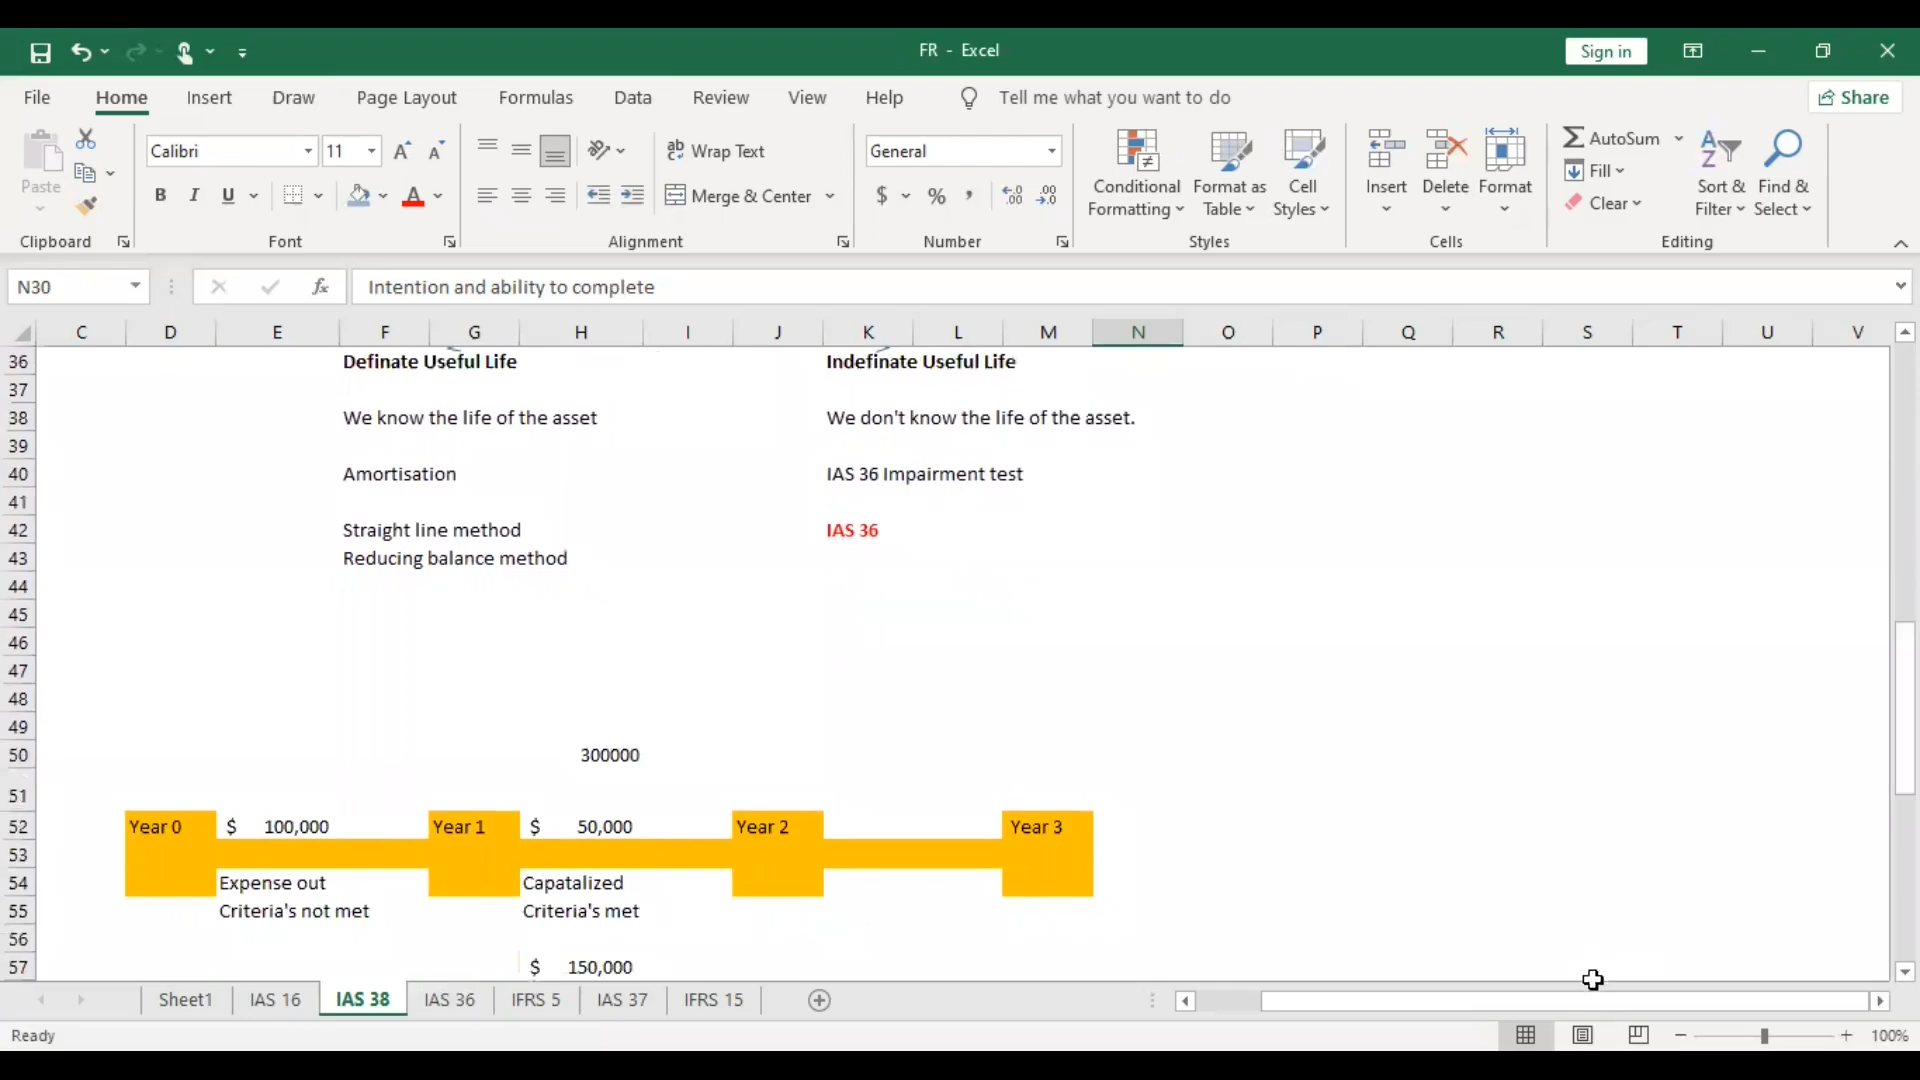 FR - Excel
Sign in
File Home Insert Draw Page Layout Formulas Data Review View Help Tell me what you want to do Share
Paste
Clipboard
Calibri 11
B I U A
Font
Wrap Text
Merge & Center
Alignment
General
$ % ,
Number
Conditional Formatting
Format as Table
Cell Styles
Styles
Insert Delete Format
Cells
AutoSum
Fill
Clear
Sort & Filter
Find & Select
Editing
N30 fx Intention and ability to complete
C D E F G H I J K L M N O P Q R S T U V
36 Definate Useful Life Indefinate Useful Life
37
38 We know the life of the asset We don't know the life of the asset.
39
40 Amortisation IAS 36 Impairment test
41
42 Straight line method IAS 36
43 Reducing balance method
44
45
46
47
48
49
50 300000
51
52 Year 0 $ 100,000 Year 1 $ 50,000 Year 2 Year 3
53
54 Expense out Capatalized
55 Criteria's not met Criteria's met
56
57 $ 150,000
Sheet1 IAS 16 IAS 38 IAS 36 IFRS 5 IAS 37 IFRS 15
Ready 100%